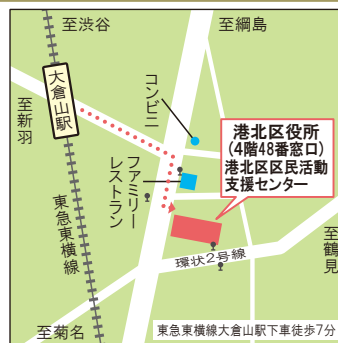 至渋谷
至綱島
大倉山駅
コンビニ
至新羽
ファミリー
レストラン
港北区役所
(4階48番窓口)
港北区区民活動
支援センター
東急東横線
環状2号線
至鶴見
至菊名
東急東横線大倉山駅下車徒歩7分